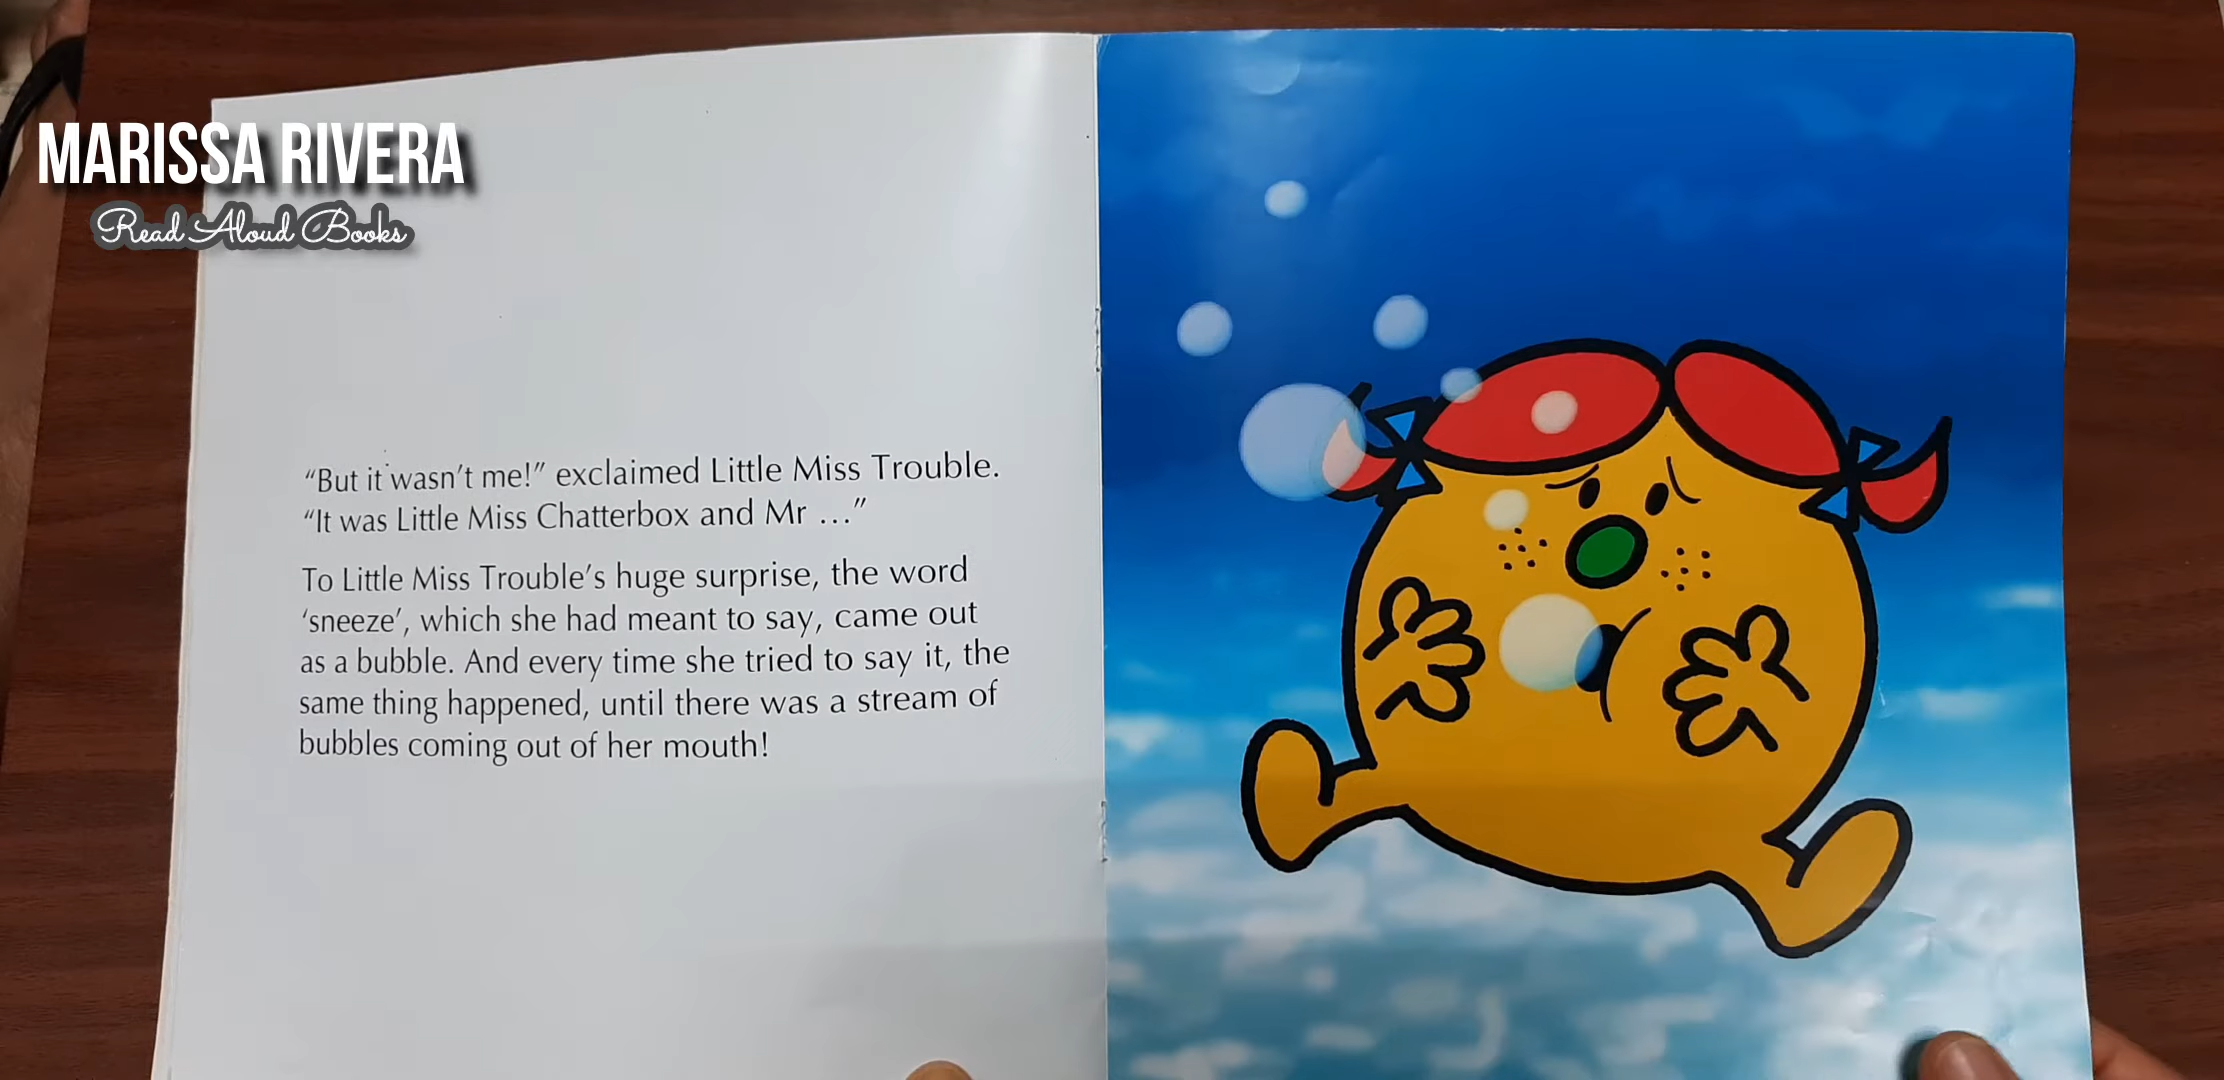 MARISSA RIVERA
Read Aloud Books
“But it wasn’t me!” exclaimed Little Miss Trouble.
“It was Little Miss Chatterbox and Mr …”
To Little Miss Trouble’s huge surprise, the word
‘sneeze’, which she had meant to say, came out
as a bubble. And every time she tried to say it, the
same thing happened, until there was a stream of
bubbles coming out of her mouth!